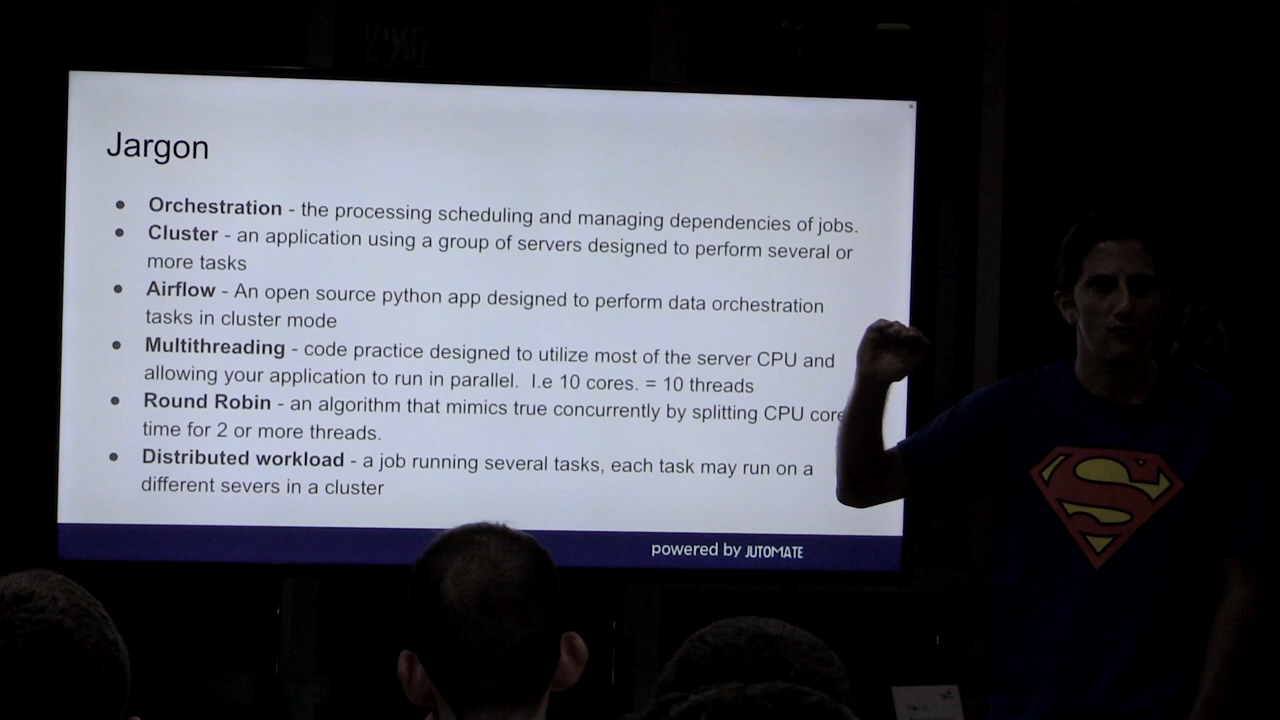 Jargon
● Orchestration - the processing scheduling and managing dependencies of jobs.
● Cluster - an application using a group of servers designed to perform several or
more tasks
● Airflow - An open source python app designed to perform data orchestration
tasks in cluster mode
● Multithreading - code practice designed to utilize most of the server CPU and
allowing your application to run in parallel. I.e 10 cores. = 10 threads
● Round Robin - an algorithm that mimics true concurrently by splitting CPU core
time for 2 or more threads.
● Distributed workload - a job running several tasks, each task may run on a
different severs in a cluster
powered by JUTOMATE
S